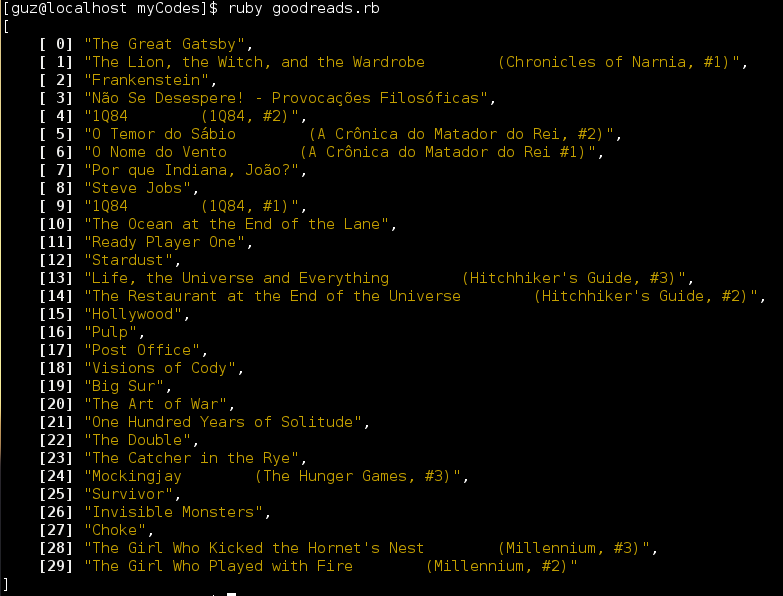 [guz@localhost myCodes]$ ruby goodreads.rb
[
    [ 0] "The Great Gatsby",
    [ 1] "The Lion, the Witch, and the Wardrobe        (Chronicles of Narnia, #1)",
    [ 2] "Frankenstein",
    [ 3] "Não Se Desespere! - Provocações Filosóficas",
    [ 4] "1Q84        (1Q84, #2)",
    [ 5] "O Temor do Sábio        (A Crônica do Matador do Rei, #2)",
    [ 6] "O Nome do Vento        (A Crônica do Matador do Rei #1)",
    [ 7] "Por que Indiana, João?",
    [ 8] "Steve Jobs",
    [ 9] "1Q84        (1Q84, #1)",
    [10] "The Ocean at the End of the Lane",
    [11] "Ready Player One",
    [12] "Stardust",
    [13] "Life, the Universe and Everything        (Hitchhiker's Guide, #3)",
    [14] "The Restaurant at the End of the Universe        (Hitchhiker's Guide, #2)",
    [15] "Hollywood",
    [16] "Pulp",
    [17] "Post Office",
    [18] "Visions of Cody",
    [19] "Big Sur",
    [20] "The Art of War",
    [21] "One Hundred Years of Solitude",
    [22] "The Double",
    [23] "The Catcher in the Rye",
    [24] "Mockingjay        (The Hunger Games, #3)",
    [25] "Survivor",
    [26] "Invisible Monsters",
    [27] "Choke",
    [28] "The Girl Who Kicked the Hornet's Nest        (Millennium, #3)",
    [29] "The Girl Who Played with Fire        (Millennium, #2)"
]